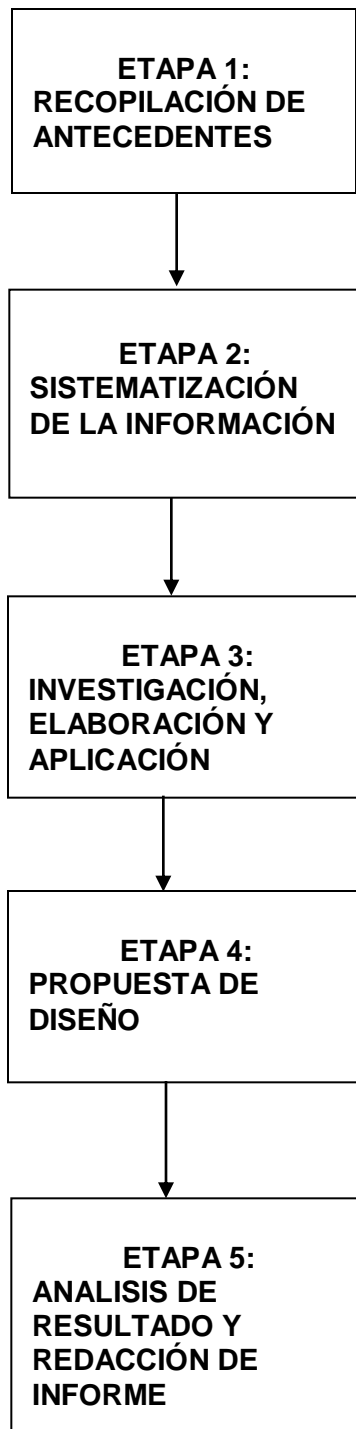 ETAPA 1:
RECOPILACIÓN DE
ANTECEDENTES
ETAPA 2:
SISTEMATIZACIÓN
DE LA INFORMACIÓN
ETAPA 3:
INVESTIGACIÓN,
ELABORACIÓN Y
APLICACIÓN
ETAPA 4:
PROPUESTA DE
DISEÑO
ETAPA 5:
ANALISIS DE
RESULTADO Y
REDACCIÓN DE
INFORME